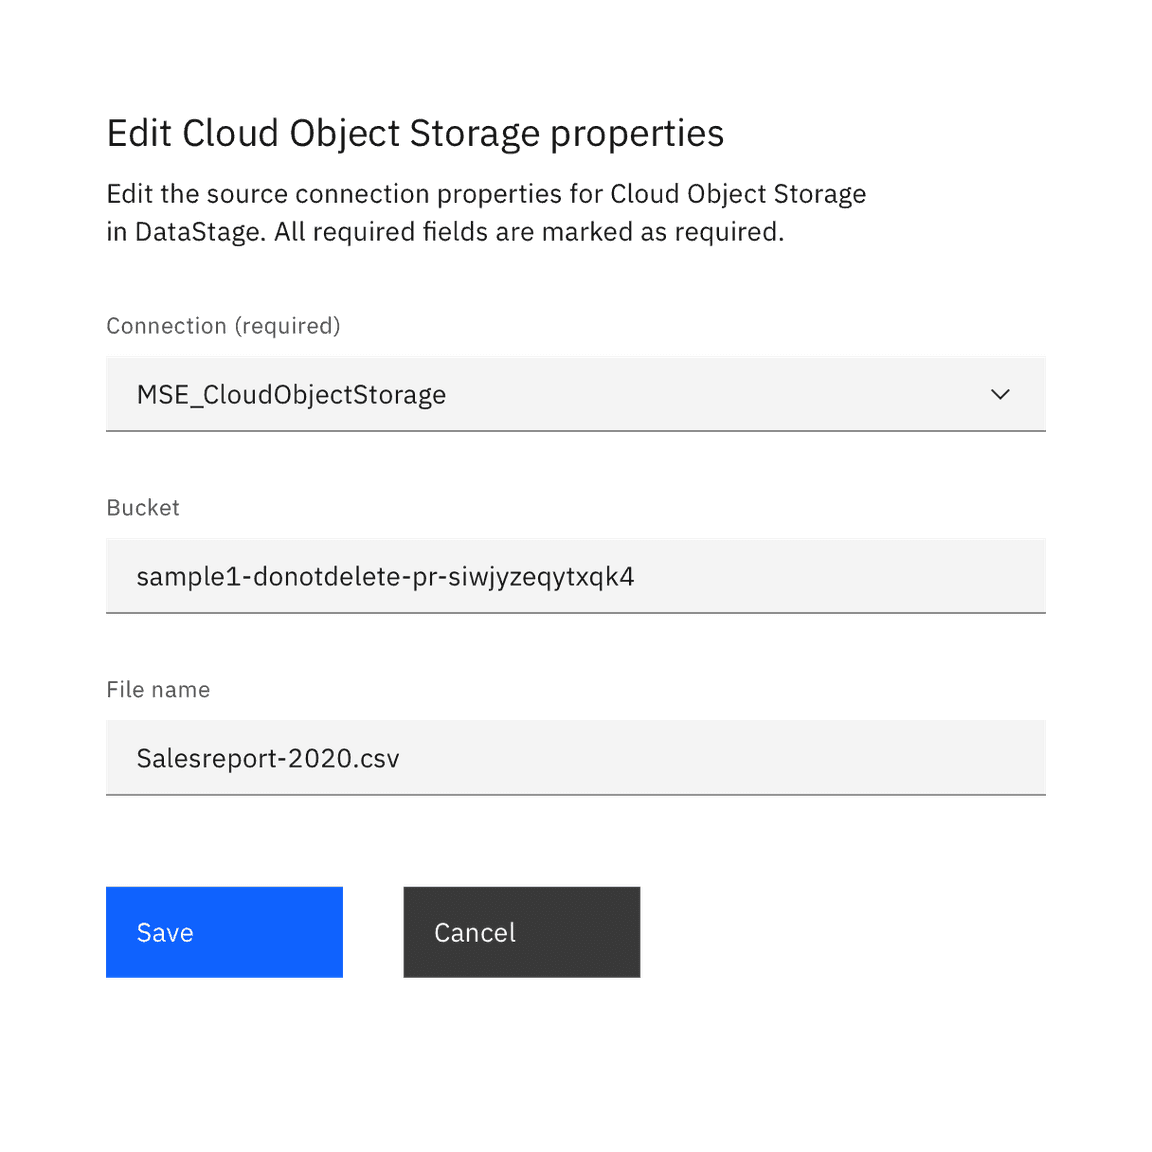 Edit Cloud Object Storage properties
Edit the source connection properties for Cloud Object Storage
in DataStage. All required fields are marked as required.
Connection (required)
MSE_CloudObjectStorage
Bucket
sample1-donotdelete-pr-siwjyzeqytxqk4
File name
Salesreport-2020.csv
Save
Cancel